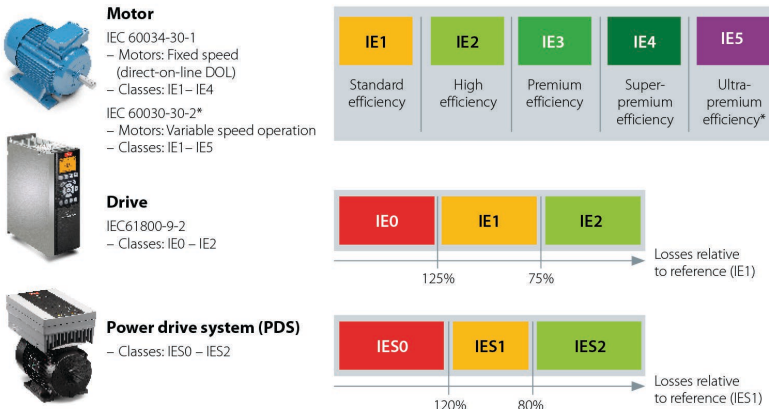 Motor
IEC 60034-30-1
– Motors: Fixed speed
(direct-on-line DOL)
– Classes: IE1– IE4
IEC 60030-30-2*
– Motors: Variable speed operation
– Classes: IE1– IE5
IE1
IE2
IE3
IE4
IE5
Standard
efficiency
High
efficiency
Premium
efficiency
Super-
premium
efficiency
Ultra-
premium
efficiency*
Drive
IEC61800-9-2
– Classes: IE0 – IE2
IE0
IE1
IE2
125%
75%
Losses relative
to reference (IE1)
Power drive system (PDS)
– Classes: IES0 – IES2
IES0
IES1
IES2
120%
80%
Losses relative
to reference (IES1)